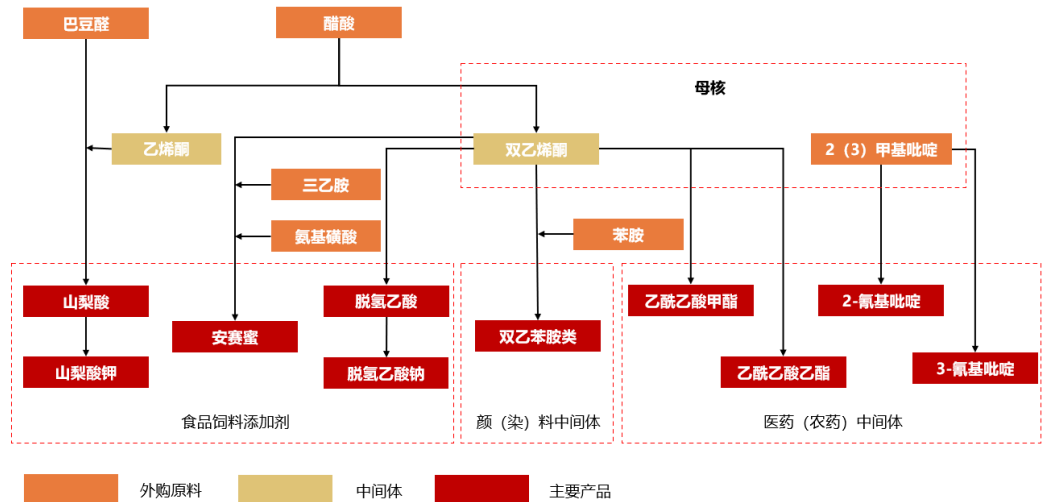 巴豆醛
醋酸
母核
乙烯酮
双乙烯酮
2（3）甲基吡啶
三乙胺
氨基磺酸
苯胺
山梨酸
脱氢乙酸
乙酰乙酸甲酯
2-氰基吡啶
安赛蜜
双乙苯胺类
山梨酸钾
脱氢乙酸钠
乙酰乙酸乙酯
3-氰基吡啶
食品饲料添加剂
颜（染）料中间体
医药（农药）中间体
外购原料
中间体
主要产品